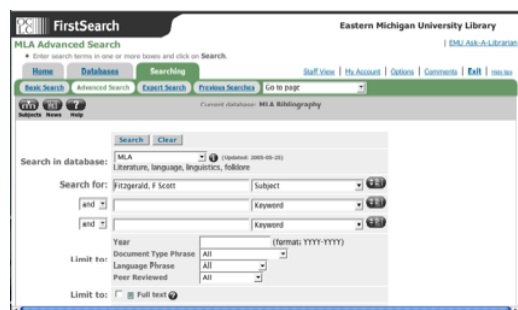 FirstSearch
Eastern Michigan University Library
MLA Advanced Search
EMU Ask-A-Librarian
Enter search terms in one or more boxes and click on Search.
Home Databases Searching Staff View | My Account | Options | Comments | Exit |
Basic Search Advanced Search Expert Search Previous Searches Go to page
Current database: MLA Bibliography
Subjects News Help
Search Clear
Search in database: MLA (Updated: 2005-05-25)
Literature, language, linguistics, folklore
Search for: Fitzgerald, F Scott Subject
and Keyword
and Keyword
Limit to:
Year (format: YYYY-YYYY)
Document Type Phrase All
Language Phrase All
Peer Reviewed All
Limit to: Full text